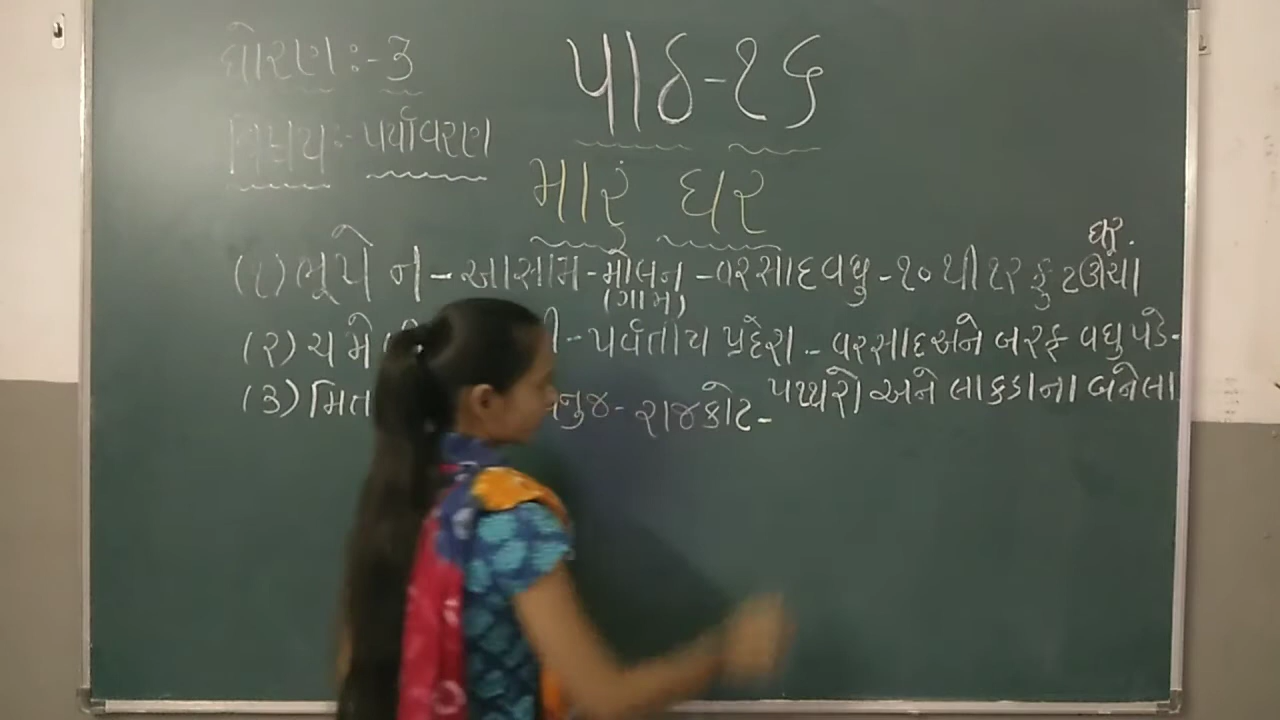 ધોરણ :- ૩
પાઠ - ૧૬
વિષય :- પર્યાવરણ
મારું ઘર
(૧) ભૂપેન - આસામ - મોલન (ગામ) - વરસાદ વધુ - ૧૦ થી ૧૨ ફુટ ઊંચા ઘર.
(૨) ચમે - પર્વતીય પ્રદેશ - વરસાદ અને બરફ વધુ પડે -
(૩) મિત નુજ - રાજકોટ - પથ્થરો અને લાકડાના બનેલા